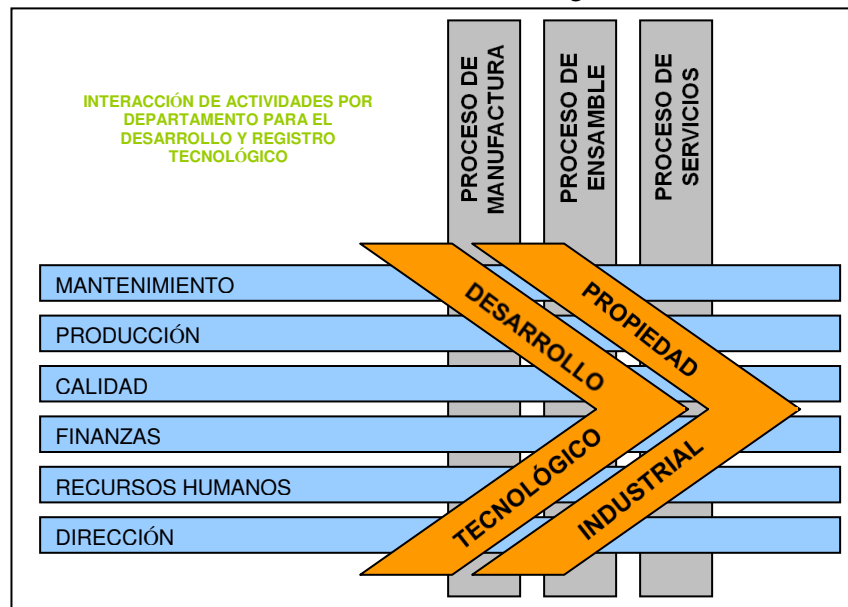 INTERACCIÓN DE ACTIVIDADES POR
DEPARTAMENTO PARA EL
DESARROLLO Y REGISTRO
TECNOLÓGICO
PROCESO DE
MANUFACTURA
PROCESO DE
ENSAMBLE
PROCESO DE
SERVICIOS
MANTENIMIENTO
PRODUCCIÓN
CALIDAD
FINANZAS
RECURSOS HUMANOS
DIRECCIÓN
DESARROLLO
TECNOLÓGICO
PROPIEDAD
INDUSTRIAL